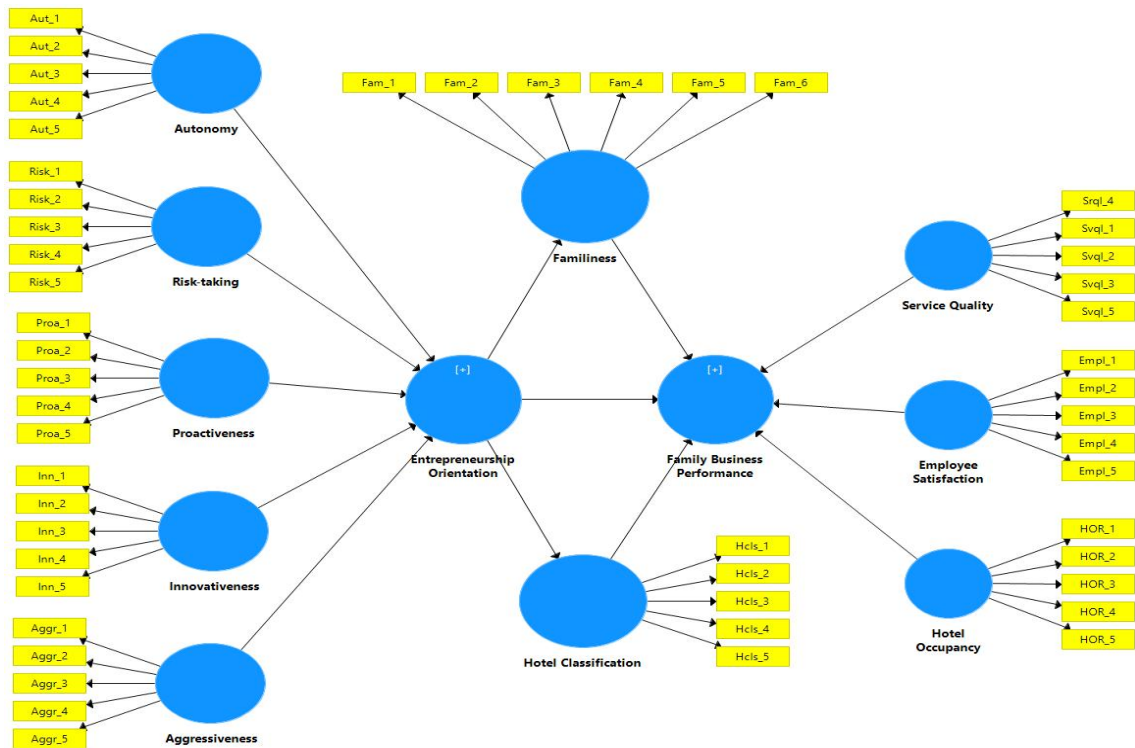 Aut_1
Aut_2
Aut_3
Aut_4
Aut_5
Autonomy
Risk_1
Risk_2
Risk_3
Risk_4
Risk_5
Risk-taking
Proa_1
Proa_2
Proa_3
Proa_4
Proa_5
Proactiveness
Inn_1
Inn_2
Inn_3
Inn_4
Inn_5
Innovativeness
Aggr_1
Aggr_2
Aggr_3
Aggr_4
Aggr_5
Aggressiveness
Fam_1
Fam_2
Fam_3
Fam_4
Fam_5
Fam_6
Familiness
[+]
Entrepreneurship
Orientation
[+]
Family Business
Performance
Hcls_1
Hcls_2
Hcls_3
Hcls_4
Hcls_5
Hotel Classification
Srql_4
Svql_1
Svql_2
Svql_3
Svql_5
Service Quality
Empl_1
Empl_2
Empl_3
Empl_4
Empl_5
Employee
Satisfaction
HOR_1
HOR_2
HOR_3
HOR_4
HOR_5
Hotel
Occupancy